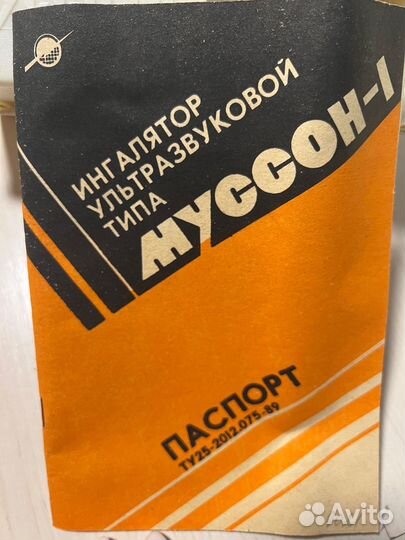 ИНГАЛЯТОР
УЛЬТРАЗВУКОВОЙ
ТИПА
МУССОН-1
ПАСПОРТ
ТУ25-2012.075-89
Avito